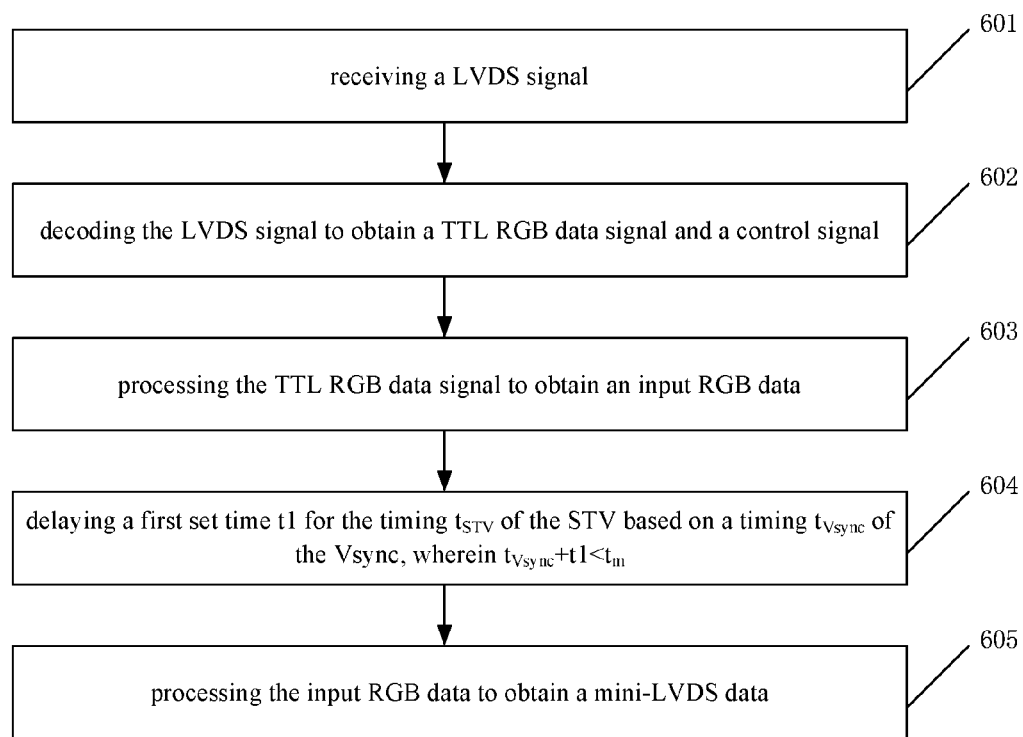 601
receiving a LVDS signal
602
decoding the LVDS signal to obtain a TTL RGB data signal and a control signal
603
processing the TTL RGB data signal to obtain an input RGB data
604
delaying a first set time t1 for the timing tSTV of the STV based on a timing tVsync of
the Vsync, wherein tVsync+t1<tm
605
processing the input RGB data to obtain a mini-LVDS data